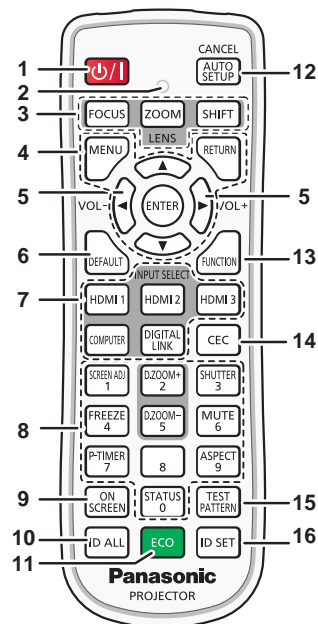 CANCEL
1 ⏻/I AUTO SETUP 12
2
3 FOCUS ZOOM SHIFT
LENS
4 MENU RETURN
5 5
VOL- ENTER VOL+
6 DEFAULT FUNCTION 13
INPUT SELECT
7 HDMI 1 HDMI 2 HDMI 3
COMPUTER DIGITAL LINK CEC 14
SCREEN ADJ 1 D.ZOOM+ 2 SHUTTER 3
8 FREEZE 4 D.ZOOM- 5 MUTE 6
P-TIMER 7 8 ASPECT 9
9 ON SCREEN STATUS 0 TEST PATTERN 15
10 ID ALL ECO ID SET 16
11
Panasonic
PROJECTOR